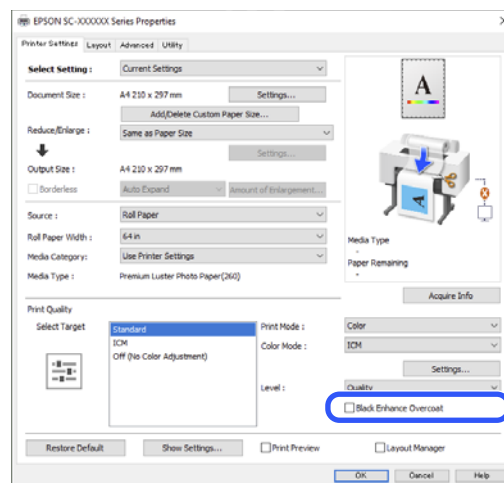 EPSON SC-XXXXXX Series Properties
Printer Settings Layout Advanced Utility
Select Setting : Current Settings
Document Size : A4 210 x 297 mm Settings...
Add/Delete Custom Paper Size...
Reduce/Enlarge : Same as Paper Size
Settings...
Output Size : A4 210 x 297 mm
Borderless Auto Expand Amount of Enlargement...
Source : Roll Paper
Roll Paper Width : 64 in
Media Category: Use Printer Settings
Media Type : Premium Luster Photo Paper(260)
A
A
Media Type
-
Paper Remaining
-
Acquire Info
Print Quality
Select Target
Standard
ICM
Off (No Color Adjustment)
Print Mode : Color
Color Mode : ICM
Settings...
Level : Quality
Black Enhance Overcoat
Restore Default Show Settings... Print Preview Layout Manager
OK Cancel Help